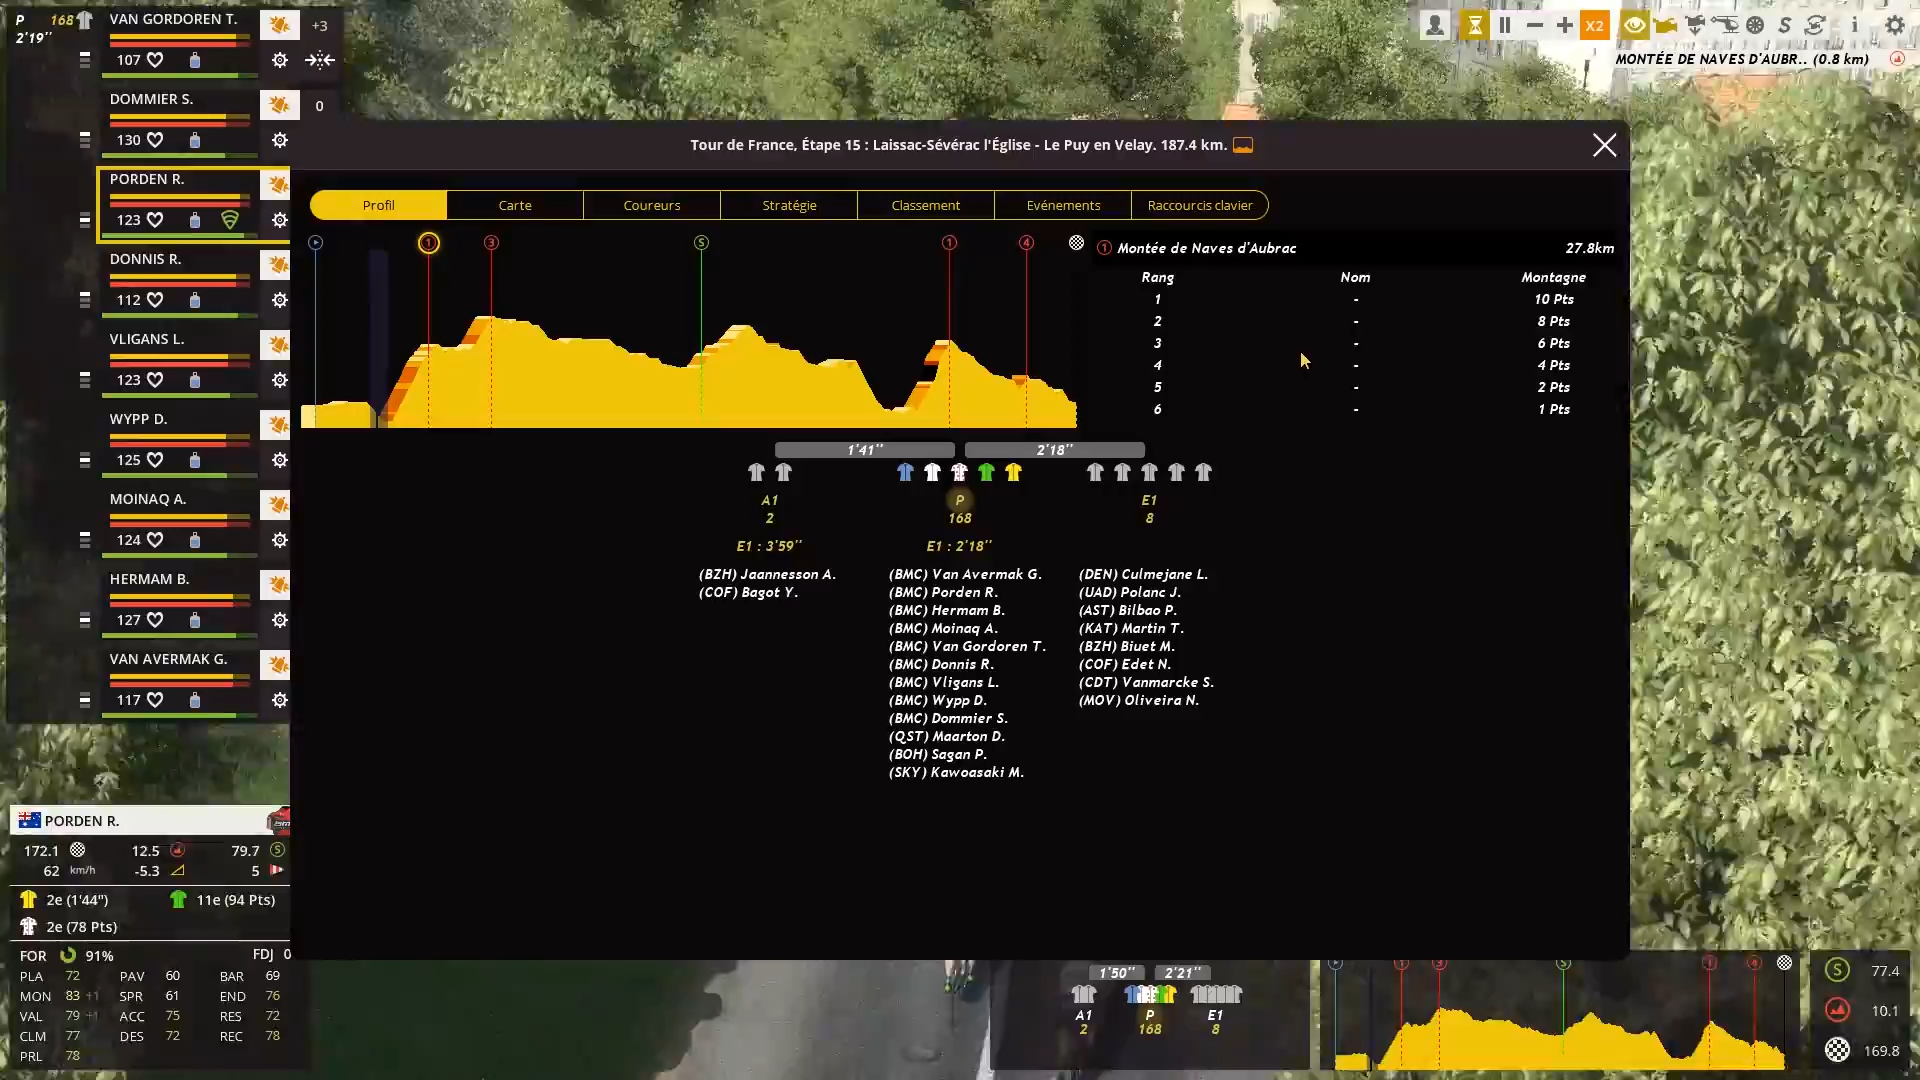 P 168
2'19''
VAN GORDOREN T.
+3
107
DOMMIER S.
0
130
PORDEN R.
123
DONNIS R.
112
VLIGANS L.
123
WYPP D.
125
MOINAQ A.
124
HERMAM B.
127
VAN AVERMAK G.
117
X2
MONTÉE DE NAVES D'AUBR.. (0.8 km)
Tour de France, Étape 15 : Laissac-Sévérac l'Église - Le Puy en Velay. 187.4 km.
Profil
Carte
Coureurs
Stratégie
Classement
Evénements
Raccourcis clavier
1 3 S 1 4
1 Montée de Naves d'Aubrac 27.8km
Rang Nom Montagne
1 - 10 Pts
2 - 8 Pts
3 - 6 Pts
4 - 4 Pts
5 - 2 Pts
6 - 1 Pts
1'41'' 2'18''
A1 P E1
2 168 8
E1 : 3'59'' E1 : 2'18''
(BZH) Jaannesson A.
(COF) Bagot Y.
(BMC) Van Avermak G.
(BMC) Porden R.
(BMC) Hermam B.
(BMC) Moinaq A.
(BMC) Van Gordoren T.
(BMC) Donnis R.
(BMC) Vligans L.
(BMC) Wypp D.
(BMC) Dommier S.
(QST) Maarton D.
(BOH) Sagan P.
(SKY) Kawoasaki M.
(DEN) Culmejane L.
(UAD) Polanc J.
(AST) Bilbao P.
(KAT) Martin T.
(BZH) Biuet M.
(COF) Edet N.
(CDT) Vanmarcke S.
(MOV) Oliveira N.
PORDEN R.
172.1 12.5 79.7 S
62 km/h -5.3 5
2e (1'44") 11e (94 Pts)
2e (78 Pts)
FOR 91% FDJ 0
PLA 72 PAV 60 BAR 69
MON 83 +1 SPR 61 END 76
VAL 79 +1 ACC 75 RES 72
CLM 77 DES 72 REC 78
PRL 78
1'50'' 2'21''
A1 P E1
2 168 8
1 3 S 1 4
S 77.4
10.1
169.8